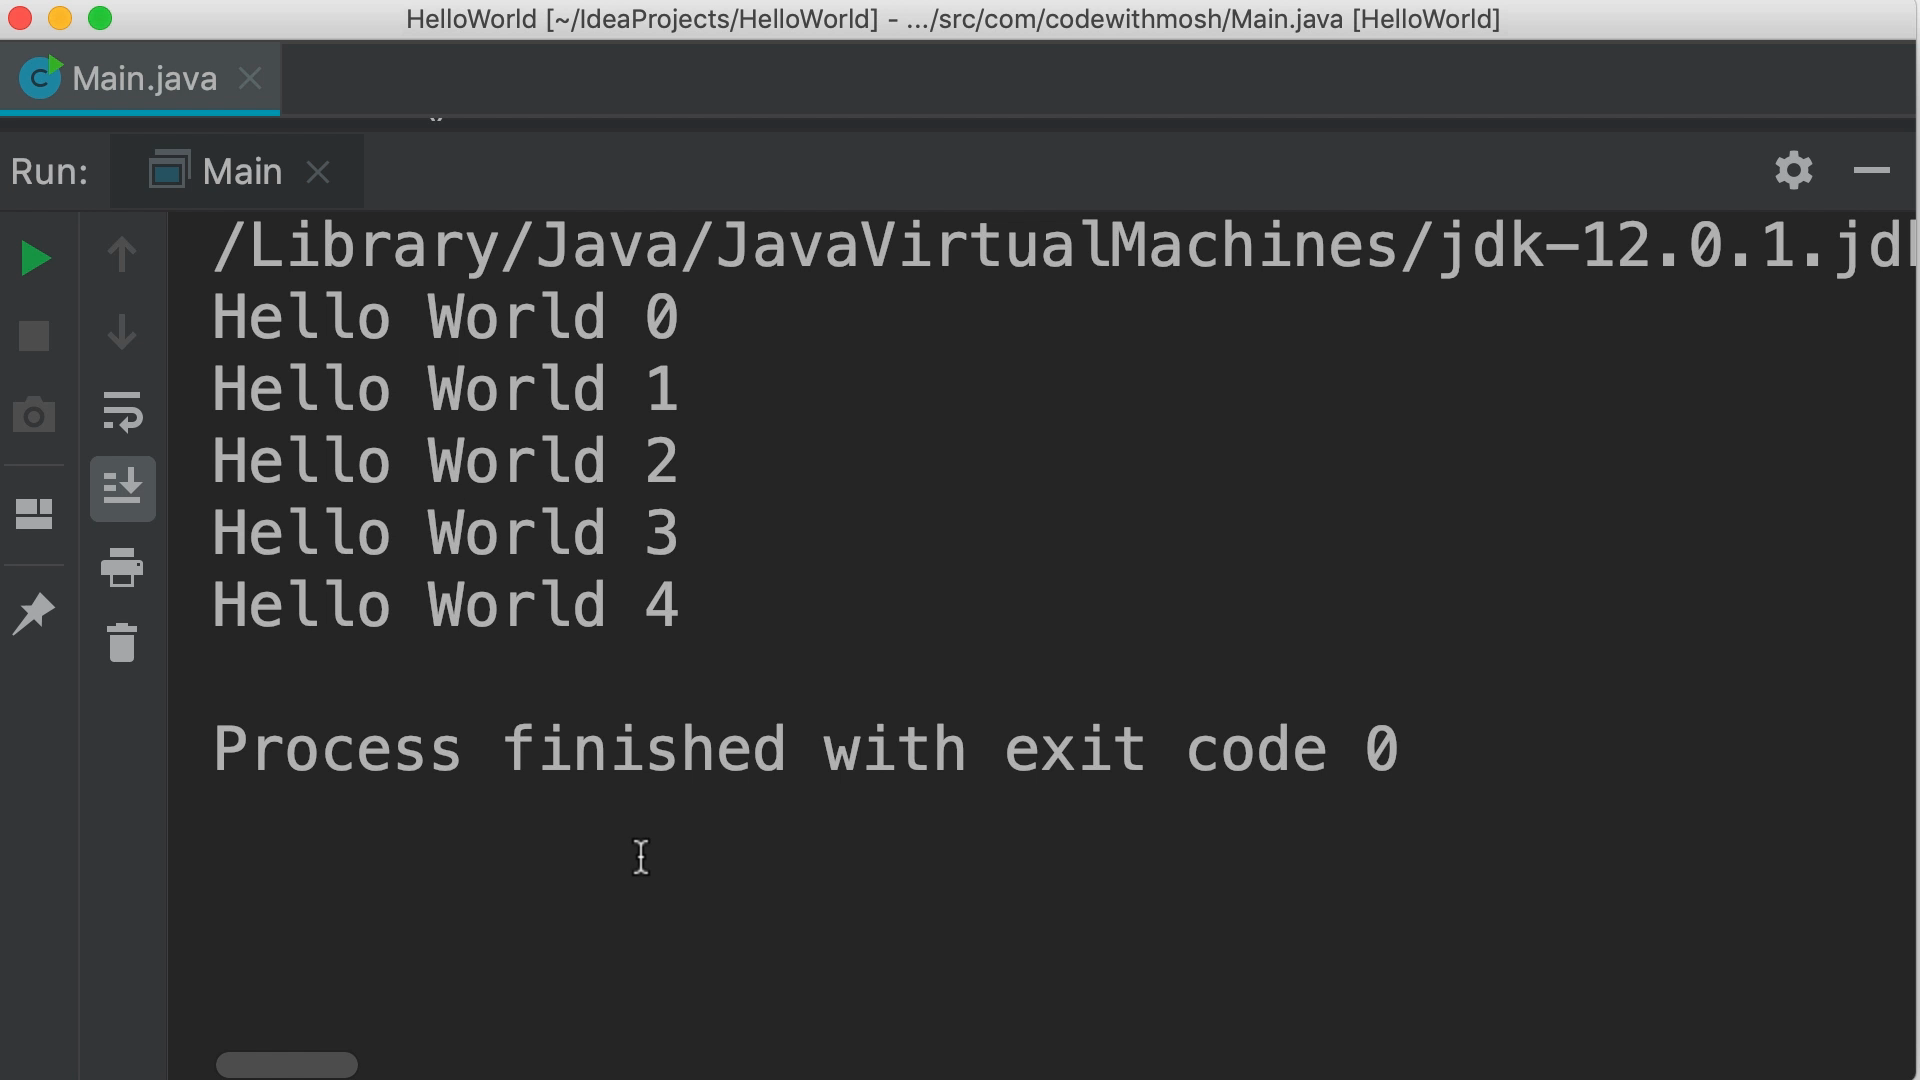 HelloWorld [~/IdeaProjects/HelloWorld] - .../src/com/codewithmosh/Main.java [HelloWorld]
Main.java
Run: Main
/Library/Java/JavaVirtualMachines/jdk-12.0.1.jdk
Hello World 0
Hello World 1
Hello World 2
Hello World 3
Hello World 4
Process finished with exit code 0